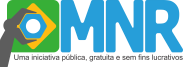 MNR
Uma iniciativa pública, gratuita e sem fins lucrativos